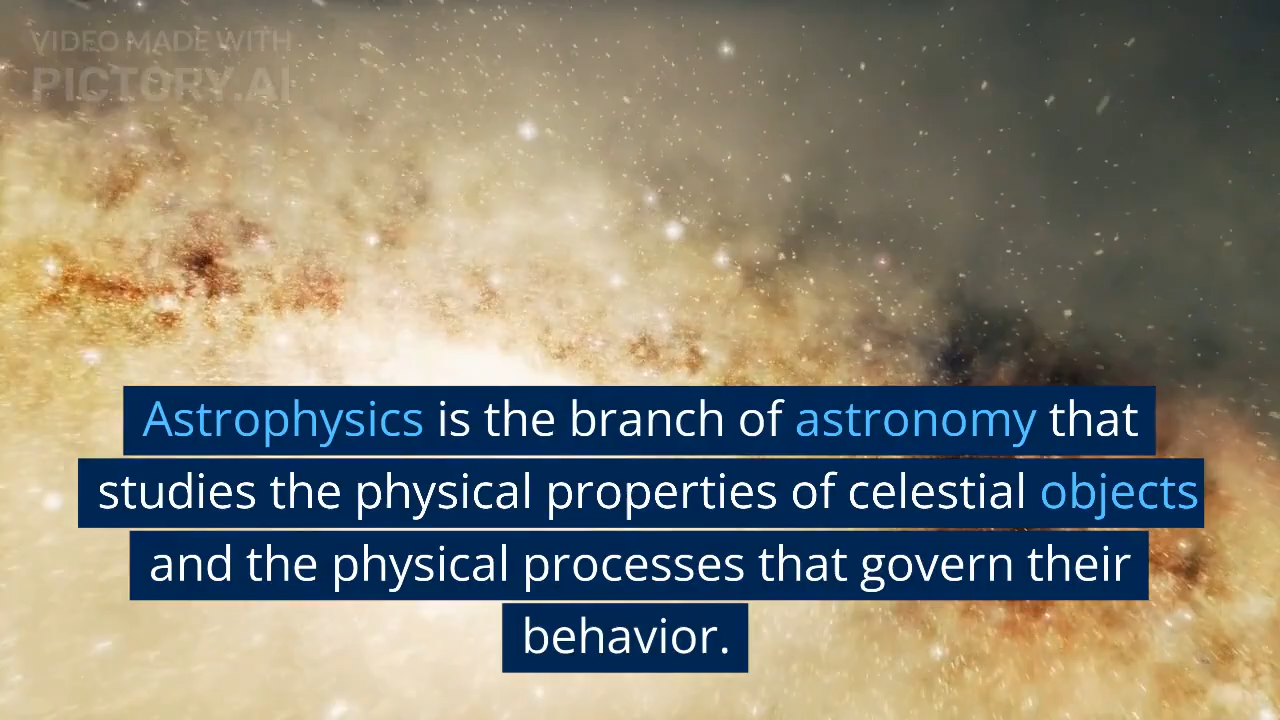 VIDEO MADE WITH
PICTORY.AI
Astrophysics is the branch of astronomy that
studies the physical properties of celestial objects
and the physical processes that govern their
behavior.